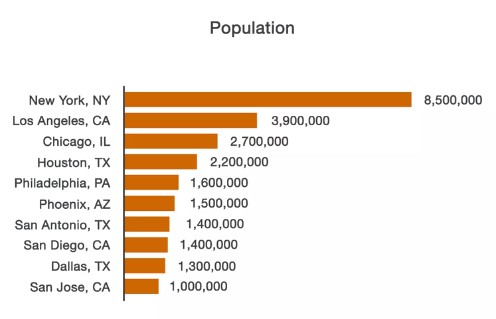 Population
New York, NY 8,500,000
Los Angeles, CA 3,900,000
Chicago, IL 2,700,000
Houston, TX 2,200,000
Philadelphia, PA 1,600,000
Phoenix, AZ 1,500,000
San Antonio, TX 1,400,000
San Diego, CA 1,400,000
Dallas, TX 1,300,000
San Jose, CA 1,000,000